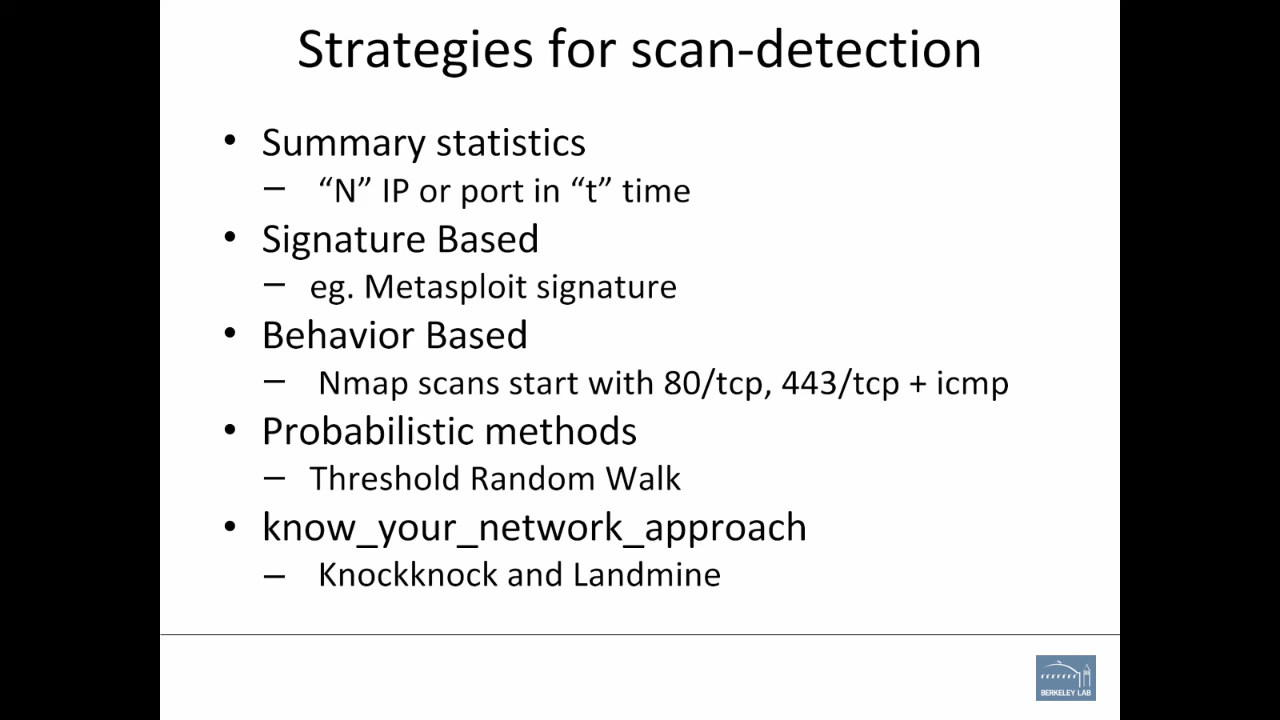 Strategies for scan-detection
• Summary statistics
– “N” IP or port in “t” time
• Signature Based
– eg. Metasploit signature
• Behavior Based
– Nmap scans start with 80/tcp, 443/tcp + icmp
• Probabilistic methods
– Threshold Random Walk
• know_your_network_approach
– Knockknock and Landmine
BERKELEY LAB